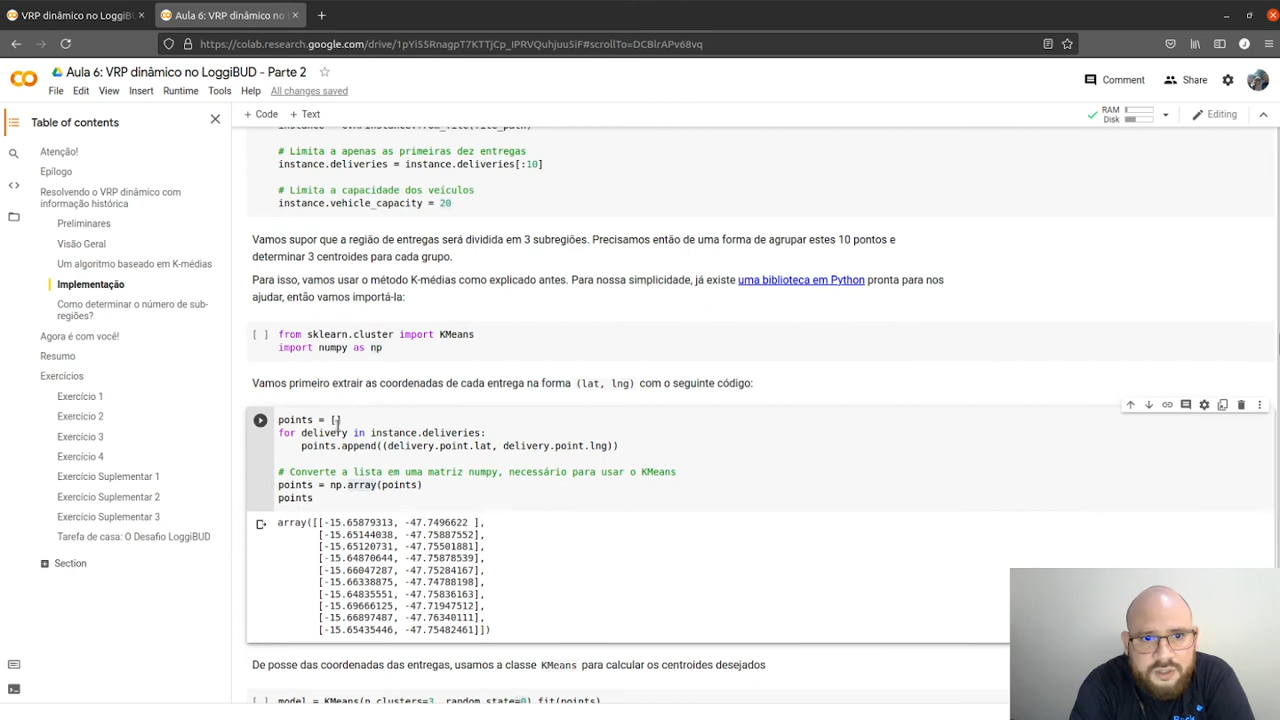 VRP dinâmico no LoggiBU
Aula 6: VRP dinâmico no L
https://colab.research.google.com/drive/1pYi55RnagpT7KTTjCp_IPRVQuhjuu5iF#scrollTo=DCBlrAPv68vq
Aula 6: VRP dinâmico no LoggiBUD - Parte 2
Comment
Share
File Edit View Insert Runtime Tools Help All changes saved
Table of contents
+ Code + Text
RAM
Disk
Editing
Atenção!
Epílogo
Resolvendo o VRP dinâmico com
informação histórica
Preliminares
Visão Geral
Um algoritmo baseado em K-médias
Implementação
Como determinar o número de sub-
regiões?
Agora é com você!
Resumo
Exercícios
Exercício 1
Exercício 2
Exercício 3
Exercício 4
Exercício Suplementar 1
Exercício Suplementar 2
Exercício Suplementar 3
Tarefa de casa: O Desafio LoggiBUD
Section
# Limita a apenas as primeiras dez entregas
instance.deliveries = instance.deliveries[:10]
# Limita a capacidade dos veículos
instance.vehicle_capacity = 20
Vamos supor que a região de entregas será dividida em 3 subregiões. Precisamos então de uma forma de agrupar estes 10 pontos e
determinar 3 centroides para cada grupo.
Para isso, vamos usar o método K-médias como explicado antes. Para nossa simplicidade, já existe uma biblioteca em Python pronta para nos
ajudar, então vamos importá-la:
[ ] from sklearn.cluster import KMeans
import numpy as np
Vamos primeiro extrair as coordenadas de cada entrega na forma (lat, lng) com o seguinte código:
points = []
for delivery in instance.deliveries:
points.append((delivery.point.lat, delivery.point.lng))
# Converte a lista em uma matriz numpy, necessário para usar o KMeans
points = np.array(points)
points
array([[-15.65879313, -47.7496622 ],
[-15.65144038, -47.75887552],
[-15.65120731, -47.75501881],
[-15.64870644, -47.75878539],
[-15.66047287, -47.75284167],
[-15.66338875, -47.74788198],
[-15.64835551, -47.75836163],
[-15.69666125, -47.71947512],
[-15.66897487, -47.76340111],
[-15.65435446, -47.75482461]])
De posse das coordenadas das entregas, usamos a classe KMeans para calcular os centroides desejados
[ ] model = KMeans(n_clusters=3, random_state=0).fit(points)